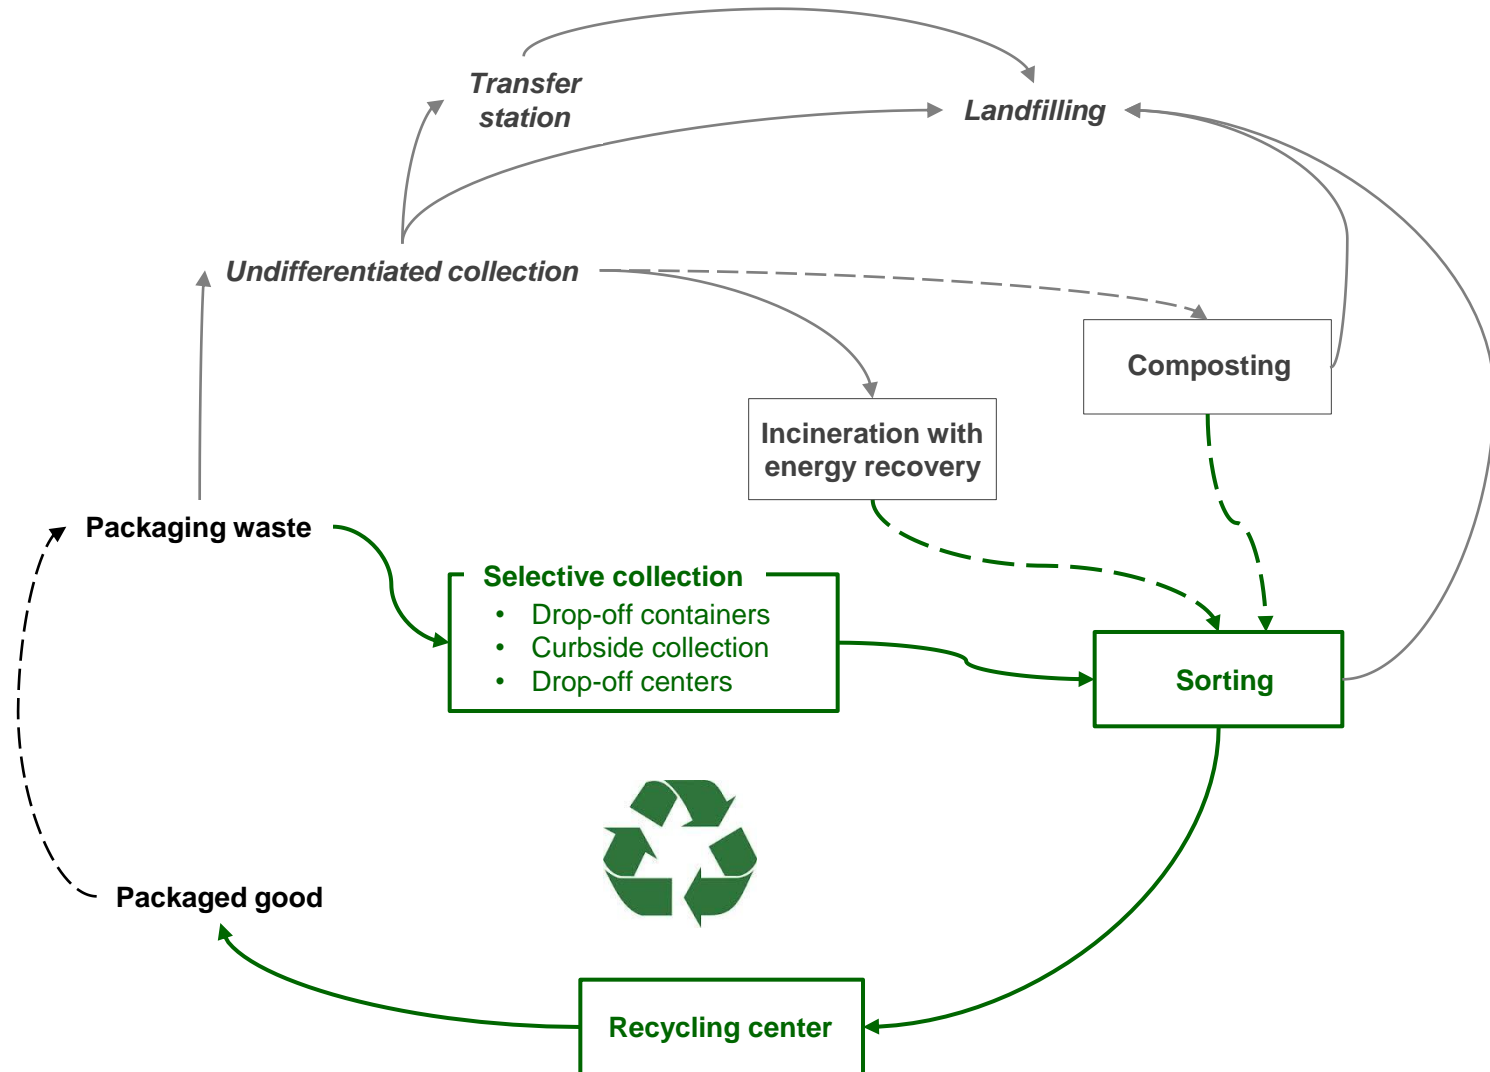 Transfer
station
Landfilling
Undifferentiated collection
Composting
Incineration with
energy recovery
Packaging waste
Selective collection
• Drop-off containers
• Curbside collection
• Drop-off centers
Sorting
Packaged good
Recycling center